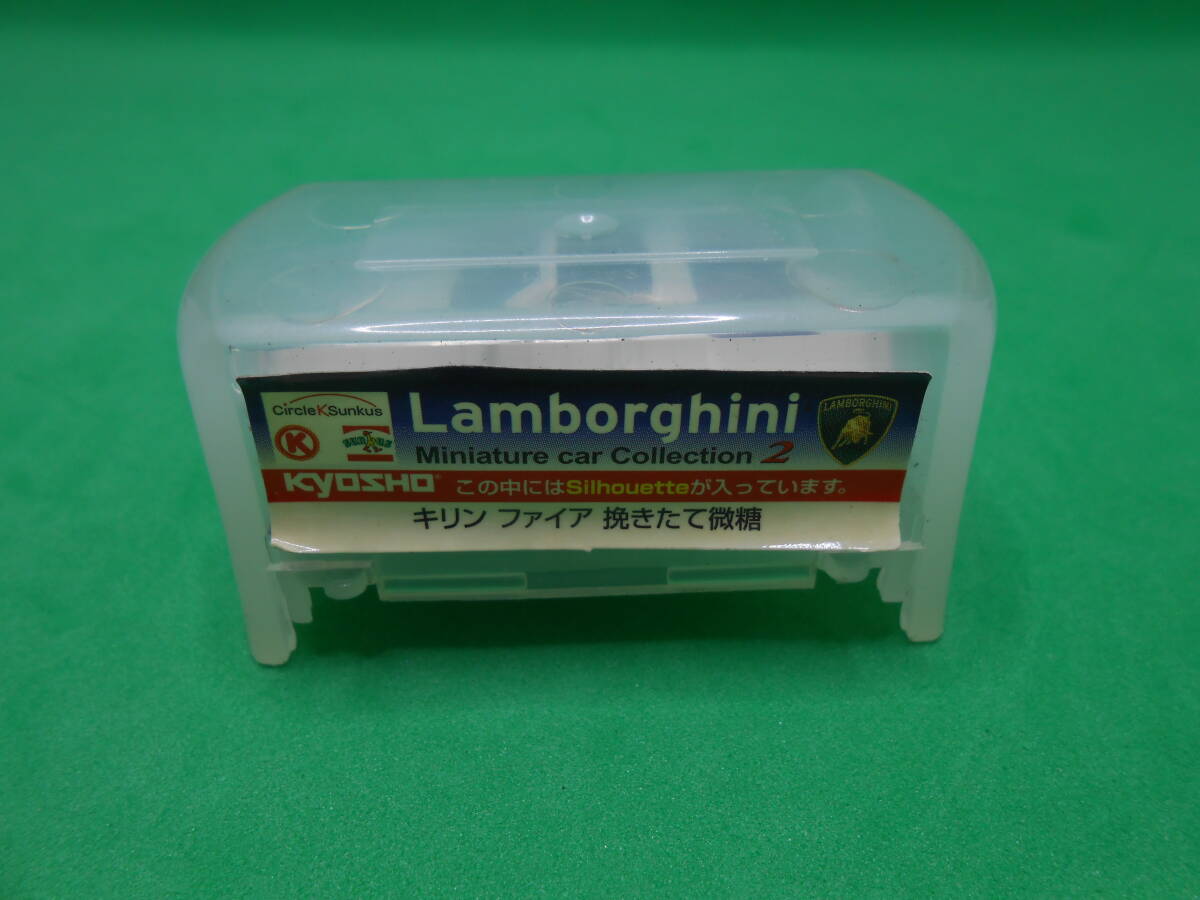 CircleKSunkus
K
sunkus
Lamborghini
Miniature car Collection 2
LAMBORGHINI
KYOSHO この中にはSilhouetteが入っています。
キリン ファイア 挽きたて微糖